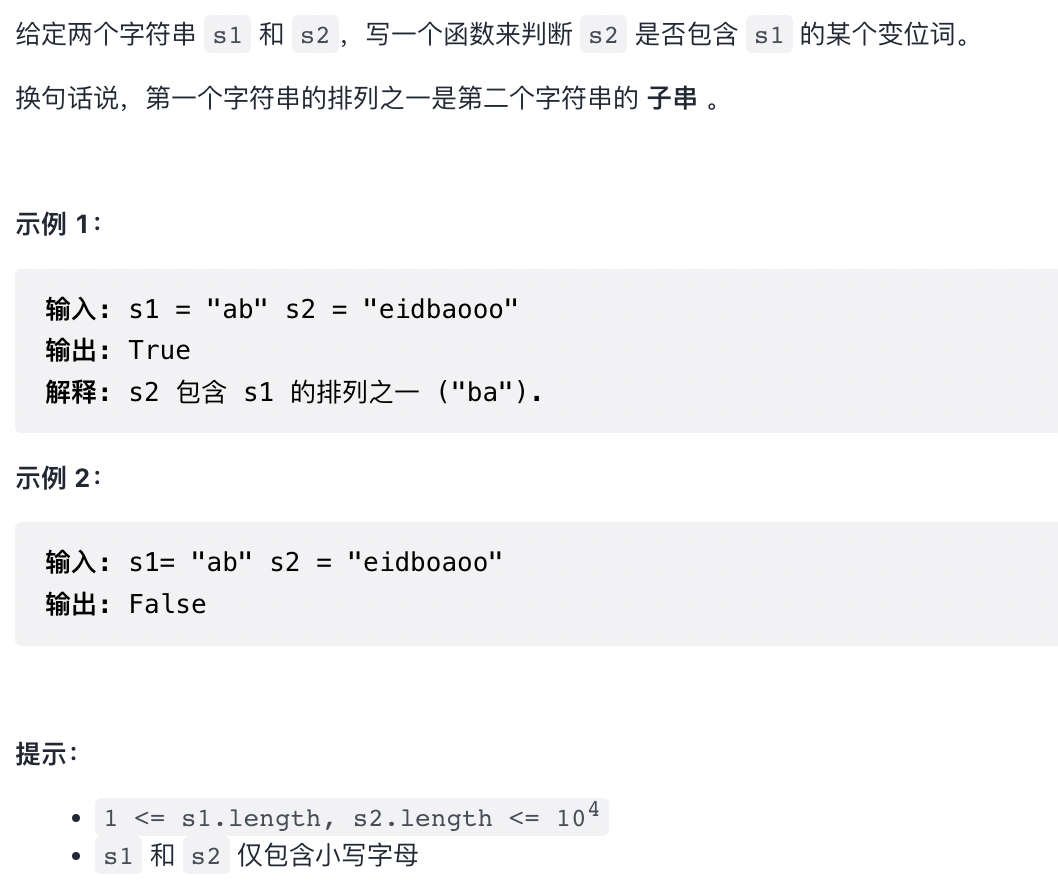 给定两个字符串 s1 和 s2，写一个函数来判断 s2 是否包含 s1 的某个变位词。
换句话说，第一个字符串的排列之一是第二个字符串的 子串 。
示例 1：
输入: s1 = "ab" s2 = "eidbaooo"
输出: True
解释: s2 包含 s1 的排列之一 ("ba").
示例 2：
输入: s1= "ab" s2 = "eidboaoo"
输出: False
提示：
• 1 <= s1.length, s2.length <= 10⁴
• s1 和 s2 仅包含小写字母